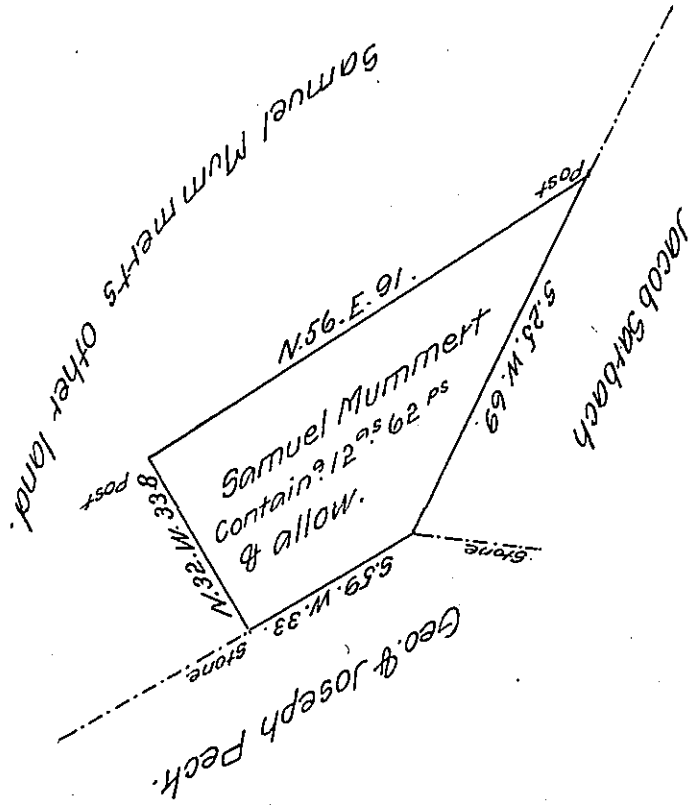 Samuel Mummert's other land.
Post
N.56.E.91.
Jacob Sarbach
S.25.W.69.
Samuel Mummert
Contain.g 12 as. 62 ps
& allow.
Post
N.32.W.33.8
Stone
S.59.W.33.
Stone
Geo. & Joseph Peck.